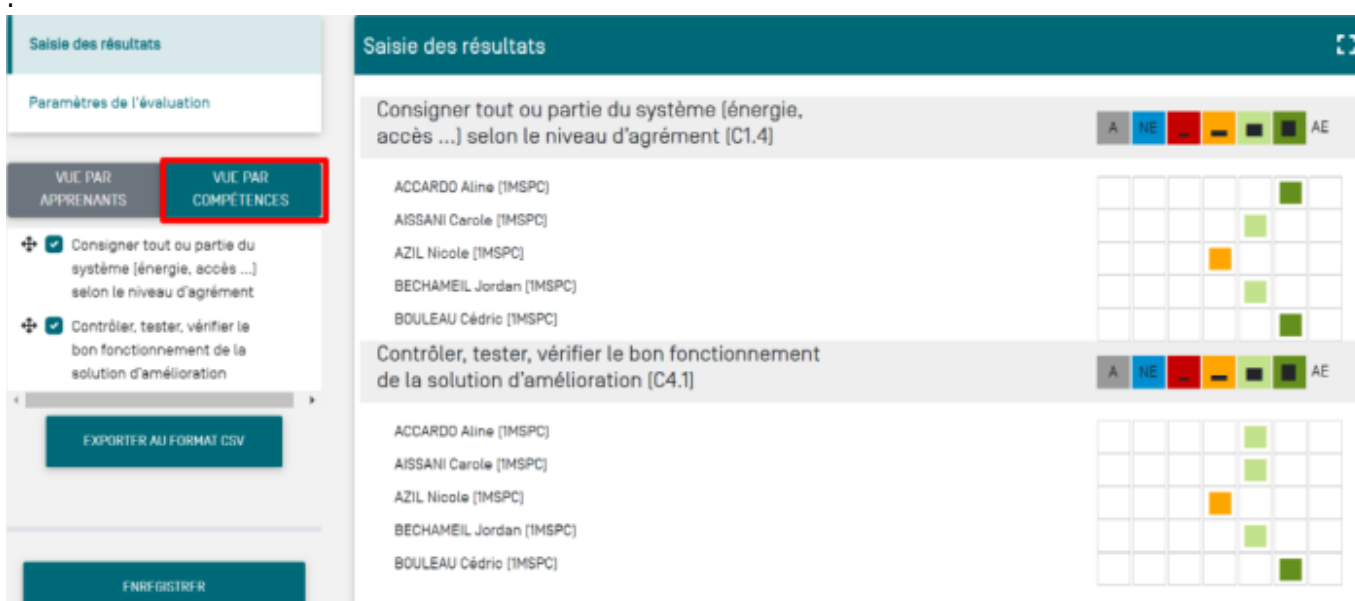 .
Saisie des résultats
Paramètres de l'évaluation
VUE PAR
APPRENANTS
VUE PAR
COMPÉTENCES
Consigner tout ou partie du
système (énergie, accès ...)
selon le niveau d'agrément
Contrôler, tester, vérifier le
bon fonctionnement de la
solution d'amélioration
EXPORTER AU FORMAT CSV
ENREGISTRER
Saisie des résultats
Consigner tout ou partie du système (énergie,
accès ...) selon le niveau d'agrément (C1.4)
A NE AE
ACCARDO Aline (1MSPC)
AISSANI Carole (1MSPC)
AZIL Nicole (1MSPC)
BECHAMEIL Jordan (1MSPC)
BOULEAU Cédric (1MSPC)
Contrôler, tester, vérifier le bon fonctionnement
de la solution d'amélioration (C4.1)
A NE AE
ACCARDO Aline (1MSPC)
AISSANI Carole (1MSPC)
AZIL Nicole (1MSPC)
BECHAMEIL Jordan (1MSPC)
BOULEAU Cédric (1MSPC)